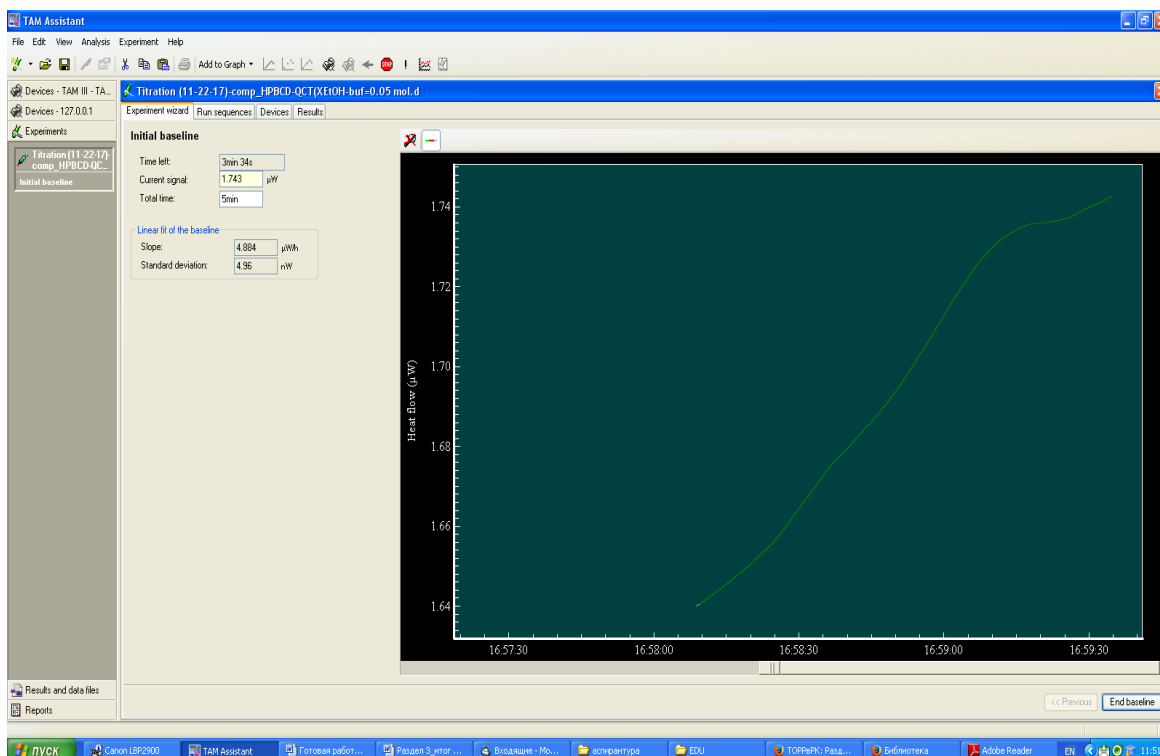 TAM Assistant
File Edit View Analysis Experiment Help
Add to Graph
Devices - TAM III - TA...
Devices - 127.0.0.1
Experiments
Titration (11-22-17)-
comp_HPBCD-QC...
Initial baseline
Results and data files
Reports
Titration (11-22-17)-comp_HPBCD-QCT(XEtOH-buf=0.05 mol.d
Experiment wizard Run sequences Devices Results
Initial baseline
Time left: 3min 34s
Current signal: 1.743 µW
Total time: 5min
Linear fit of the baseline
Slope: 4.884 µW/h
Standard deviation: 4.96 nW
Heat flow (µW)
1.74
1.72
1.70
1.68
1.66
1.64
16:57:30 16:58:00 16:58:30 16:59:00 16:59:30
<< Previous End baseline
пуск Canon LBP2900 TAM Assistant Готовая работ... Раздел 3_итог ... Входящие - Mo... аспирантура EDU ТОРРеРК: Разд... Библиотека Adobe Reader EN